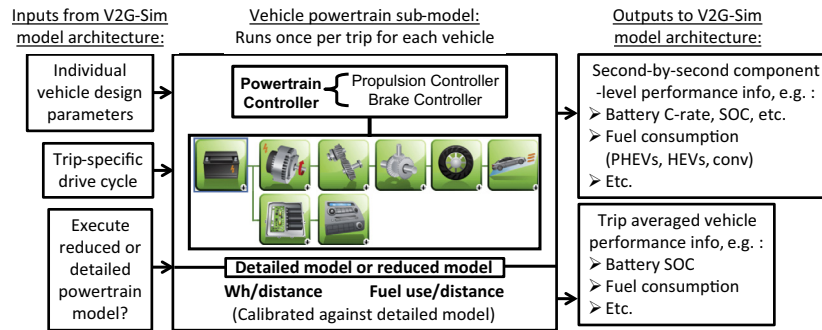 Inputs from V2G-Sim
model architecture:
Individual
vehicle design
parameters
Trip-specific
drive cycle
Execute
reduced or
detailed
powertrain
model?
Vehicle powertrain sub-model:
Runs once per trip for each vehicle
Powertrain
Controller
Propulsion Controller
Brake Controller
Detailed model or reduced model
Wh/distance Fuel use/distance
(Calibrated against detailed model)
Outputs to V2G-Sim
model architecture:
Second-by-second component
-level performance info, e.g. :
➢ Battery C-rate, SOC, etc.
➢ Fuel consumption
(PHEVs, HEVs, conv)
➢ Etc.
Trip averaged vehicle
performance info, e.g. :
➢ Battery SOC
➢ Fuel consumption
➢ Etc.